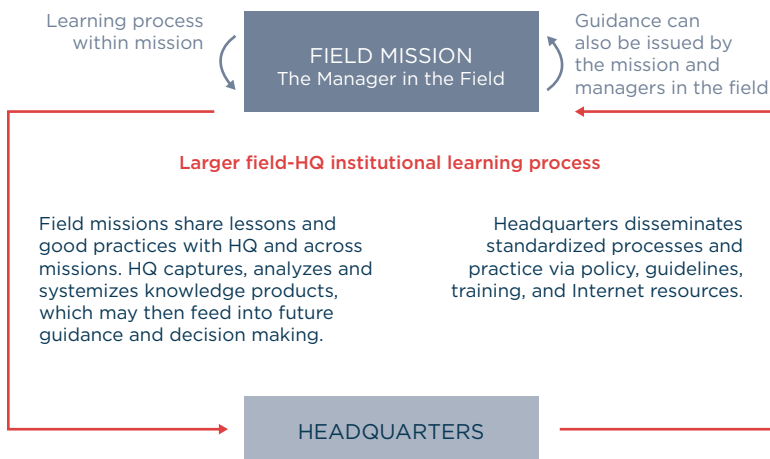 Learning process
within mission
FIELD MISSION
The Manager in the Field
Guidance can
also be issued by
the mission and
managers in the field
Larger field-HQ institutional learning process
Field missions share lessons and
good practices with HQ and across
missions. HQ captures, analyzes and
systemizes knowledge products,
which may then feed into future
guidance and decision making.
Headquarters disseminates
standardized processes and
practice via policy, guidelines,
training, and Internet resources.
HEADQUARTERS